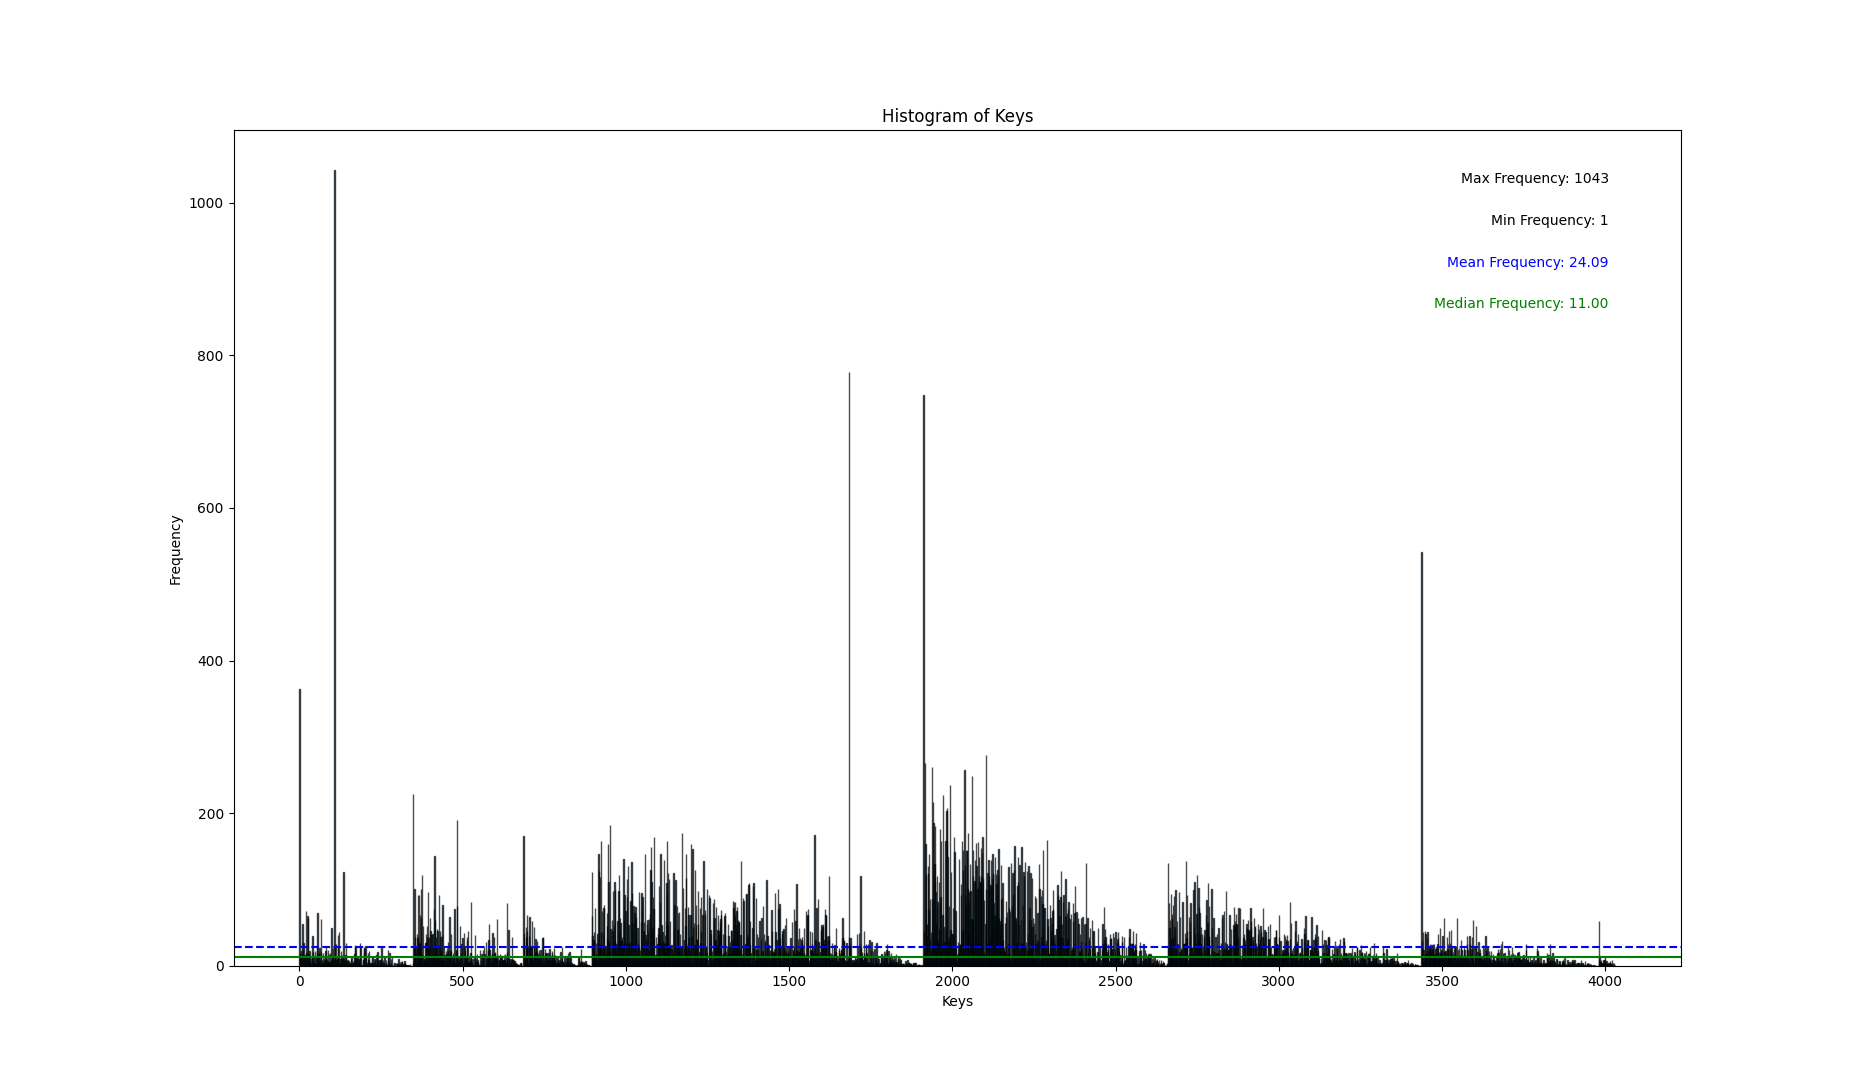 Histogram of Keys
Max Frequency: 1043
Min Frequency: 1
Mean Frequency: 24.09
Median Frequency: 11.00
Frequency
1000
800
600
400
200
0
0 500 1000 1500 2000 2500 3000 3500 4000
Keys